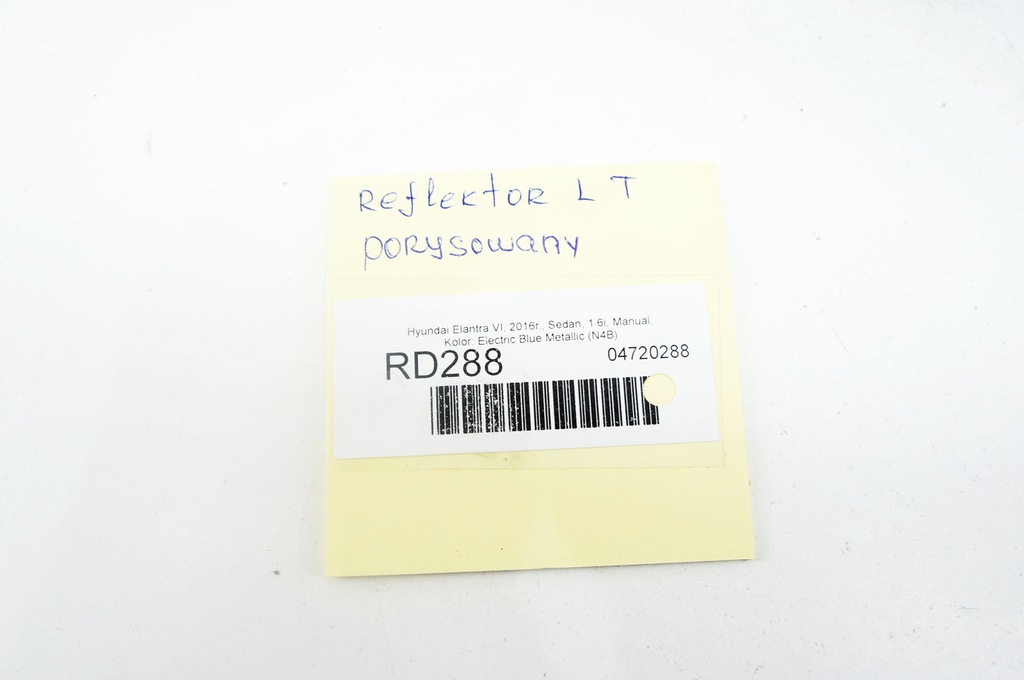 Reflektor L T
porysowany
Hyundai Elantra VI, 2016r., Sedan, 1.6i, Manual,
Kolor: Electric Blue Metallic (N4B)
RD288 04720288